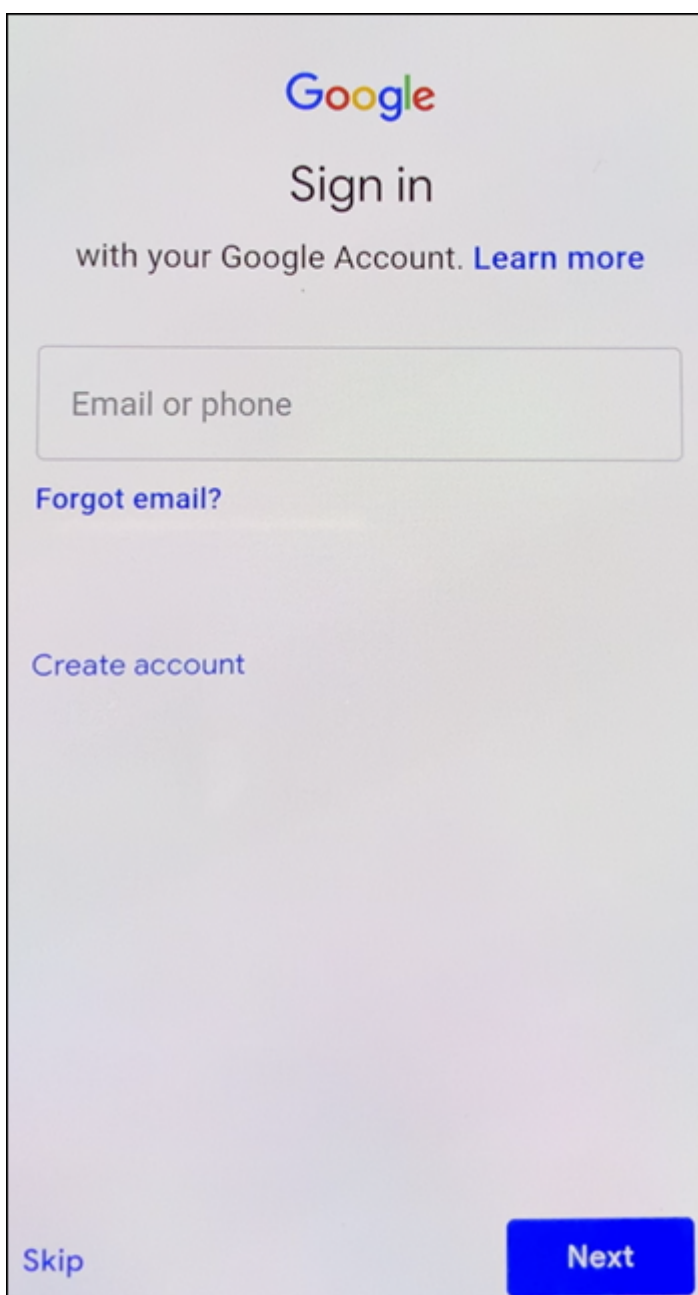 Google
Sign in
with your Google Account. Learn more
Email or phone
Forgot email?
Create account
Skip
Next